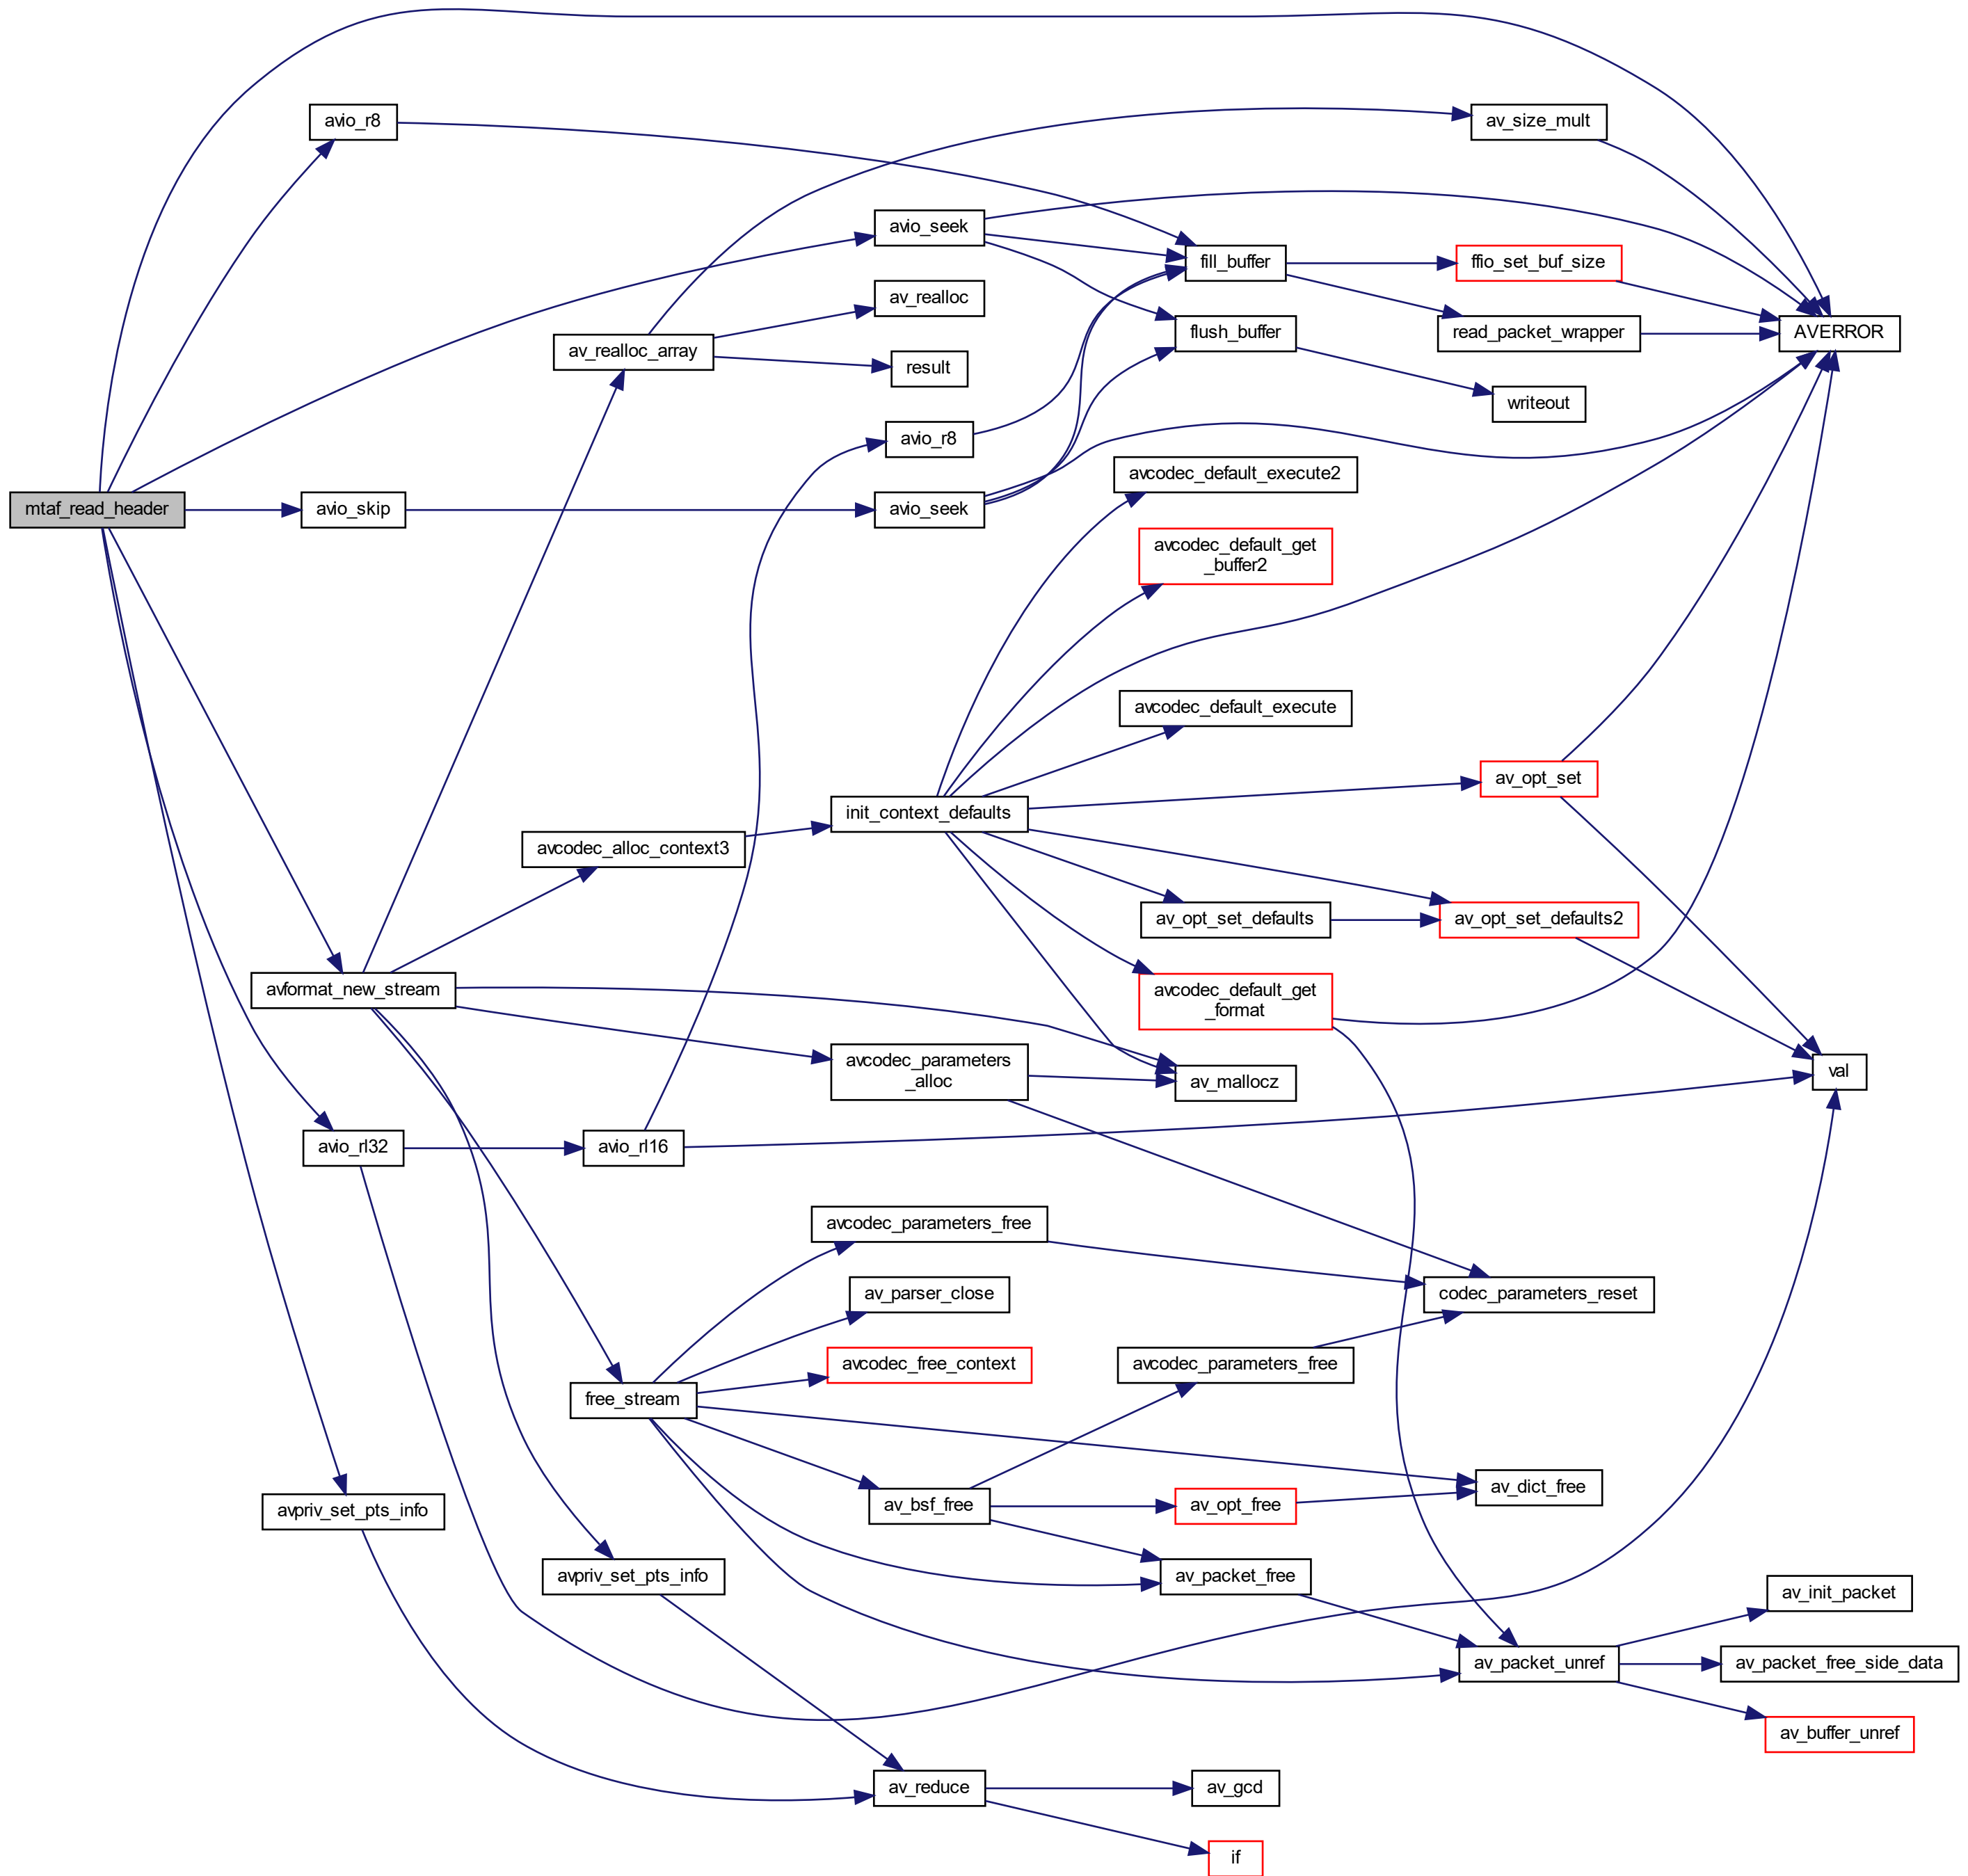 avio_r8
av_size_mult
avio_seek
fill_buffer
ffio_set_buf_size
av_realloc
flush_buffer
read_packet_wrapper
AVERROR
av_realloc_array
result
writeout
avio_r8
avcodec_default_execute2
mtaf_read_header
avio_skip
avio_seek
avcodec_default_get
_buffer2
avcodec_default_execute
av_opt_set
init_context_defaults
avcodec_alloc_context3
av_opt_set_defaults
av_opt_set_defaults2
avformat_new_stream
avcodec_default_get
_format
avcodec_parameters
_alloc
av_mallocz
val
avio_rl32
avio_rl16
avcodec_parameters_free
av_parser_close
codec_parameters_reset
avcodec_free_context
avcodec_parameters_free
free_stream
av_dict_free
avpriv_set_pts_info
av_bsf_free
av_opt_free
avpriv_set_pts_info
av_packet_free
av_init_packet
av_packet_unref
av_packet_free_side_data
av_buffer_unref
av_reduce
av_gcd
if